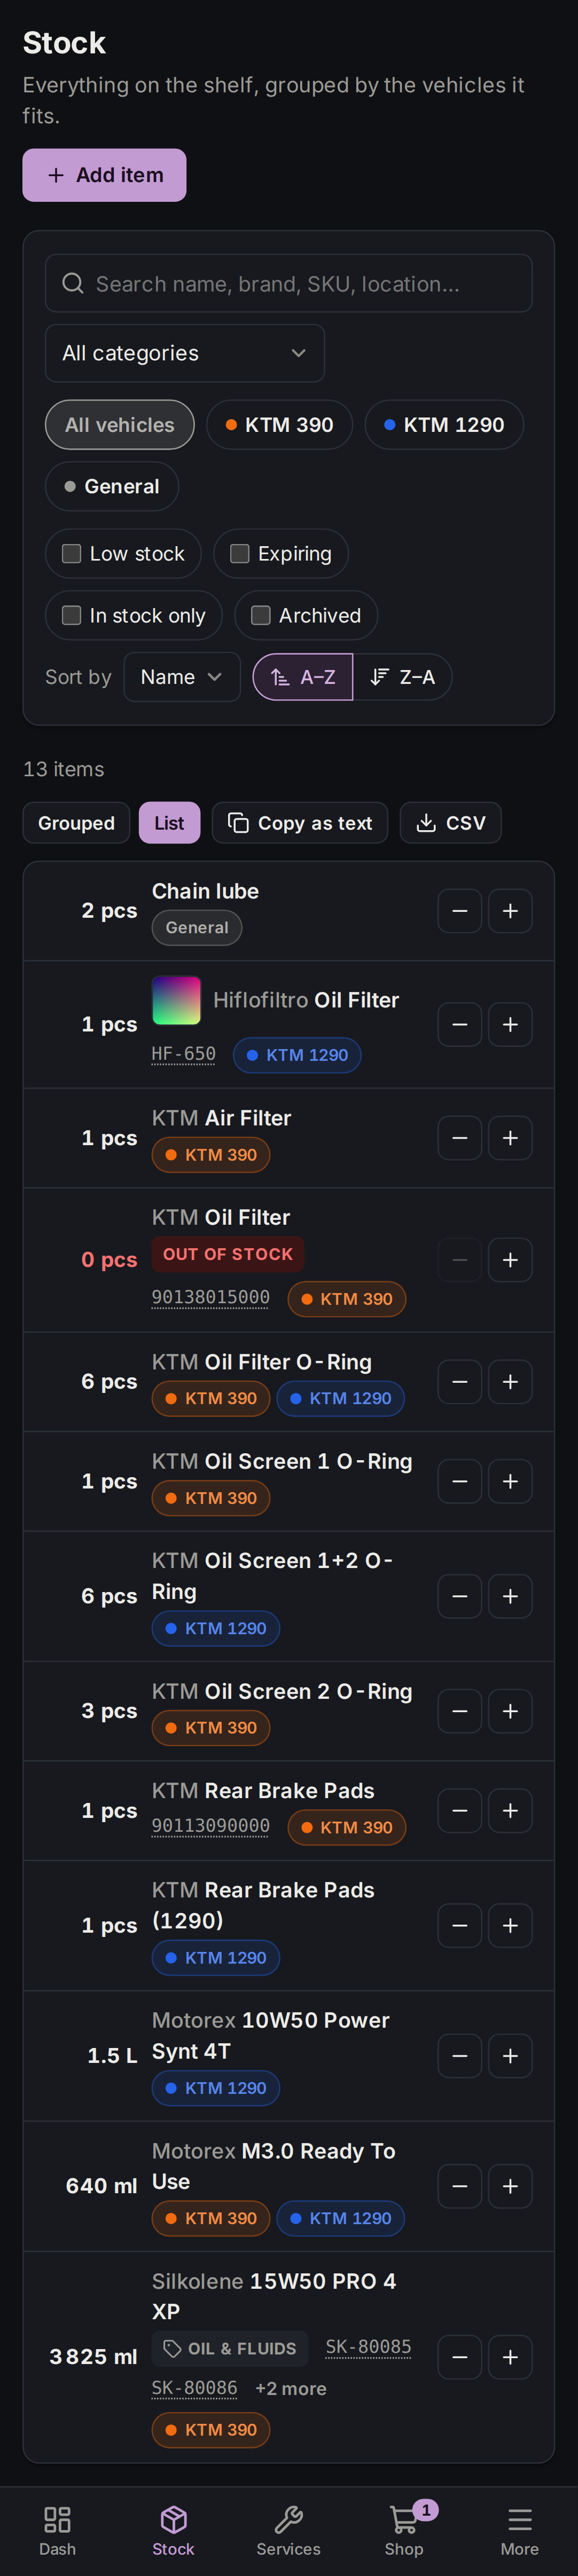 Stock
Everything on the shelf, grouped by the vehicles it
fits.
+ Add item
Search name, brand, SKU, location...
All categories
All vehicles KTM 390 KTM 1290
General
Low stock Expiring
In stock only Archived
Sort by Name A–Z Z–A
13 items
Grouped List Copy as text CSV
2 pcs Chain lube
General
1 pcs Hiflofiltro Oil Filter
HF-650 KTM 1290
1 pcs KTM Air Filter
KTM 390
KTM Oil Filter
0 pcs OUT OF STOCK
90138015000 KTM 390
6 pcs KTM Oil Filter O-Ring
KTM 390 KTM 1290
1 pcs KTM Oil Screen 1 O-Ring
KTM 390
6 pcs KTM Oil Screen 1+2 O-
Ring
KTM 1290
3 pcs KTM Oil Screen 2 O-Ring
KTM 390
1 pcs KTM Rear Brake Pads
90113090000 KTM 390
1 pcs KTM Rear Brake Pads
(1290)
KTM 1290
1.5 L Motorex 10W50 Power
Synt 4T
KTM 1290
640 ml Motorex M3.0 Ready To
Use
KTM 390 KTM 1290
Silkolene 15W50 PRO 4
XP
3 825 ml OIL & FLUIDS SK-80085
SK-80086 +2 more
KTM 390
1
Dash Stock Services Shop More